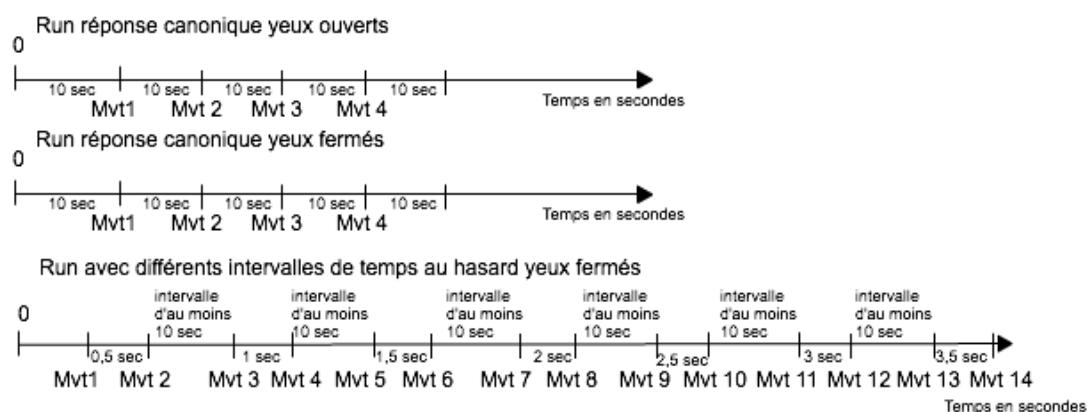 Run réponse canonique yeux ouverts
0
10 sec 10 sec 10 sec 10 sec 10 sec
Mvt1 Mvt 2 Mvt 3 Mvt 4
Temps en secondes
Run réponse canonique yeux fermés
0
10 sec 10 sec 10 sec 10 sec 10 sec
Mvt1 Mvt 2 Mvt 3 Mvt 4
Temps en secondes
Run avec différents intervalles de temps au hasard yeux fermés
0
intervalle intervalle intervalle intervalle intervalle intervalle
d'au moins d'au moins d'au moins d'au moins d'au moins d'au moins
10 sec 10 sec 10 sec 10 sec 10 sec 10 sec
0,5 sec 1 sec 1,5 sec 2 sec 2,5 sec 3 sec 3,5 sec
Mvt1 Mvt 2 Mvt 3 Mvt 4 Mvt 5 Mvt 6 Mvt 7 Mvt 8 Mvt 9 Mvt 10 Mvt 11 Mvt 12 Mvt 13 Mvt 14
Temps en secondes